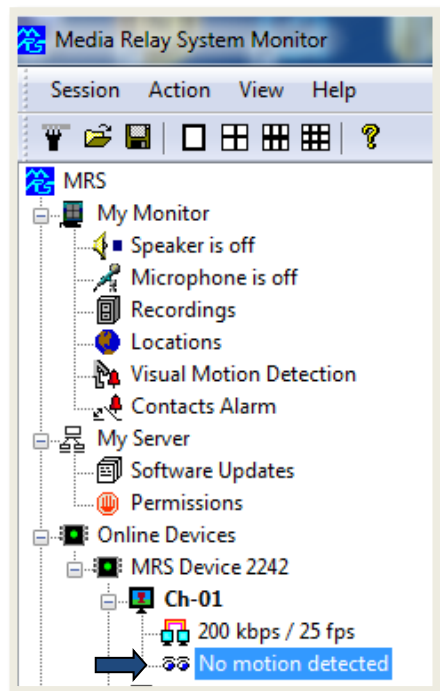 Media Relay System Monitor
Session Action View Help
MRS
My Monitor
Speaker is off
Microphone is off
Recordings
Locations
Visual Motion Detection
Contacts Alarm
My Server
Software Updates
Permissions
Online Devices
MRS Device 2242
Ch-01
200 kbps / 25 fps
No motion detected